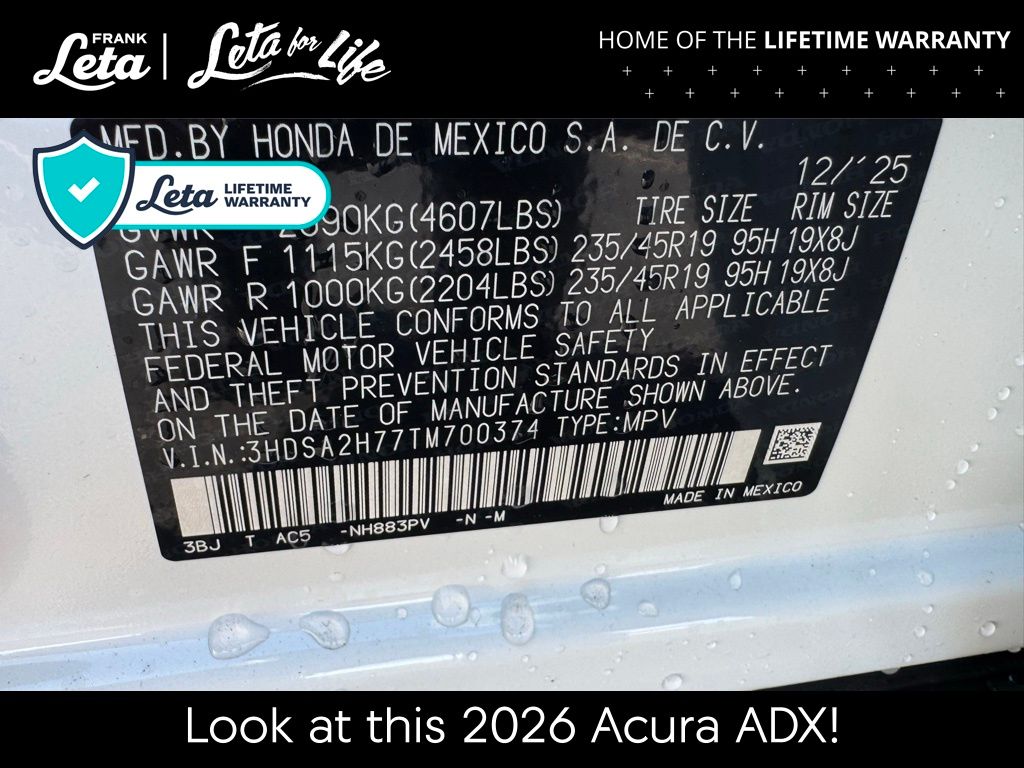 FRANK
Leta
Leta for Life
HOME OF THE LIFETIME WARRANTY
MFD.BY HONDA DE MEXICO S.A. DE C.V.
12/'25
Leta LIFETIME
WARRANTY
GVWR 2090KG(4607LBS) TIRE SIZE RIM SIZE
GAWR F 1115KG(2458LBS) 235/45R19 95H 19X8J
GAWR R 1000KG(2204LBS) 235/45R19 95H 19X8J
THIS VEHICLE CONFORMS TO ALL APPLICABLE
FEDERAL MOTOR VEHICLE SAFETY
AND THEFT PREVENTION STANDARDS IN EFFECT
ON THE DATE OF MANUFACTURE SHOWN ABOVE.
V.I.N.:3HDSA2H77TM700374 TYPE:MPV
3BJ T AC5 -NH883PV -N -M
MADE IN MEXICO
Look at this 2026 Acura ADX!